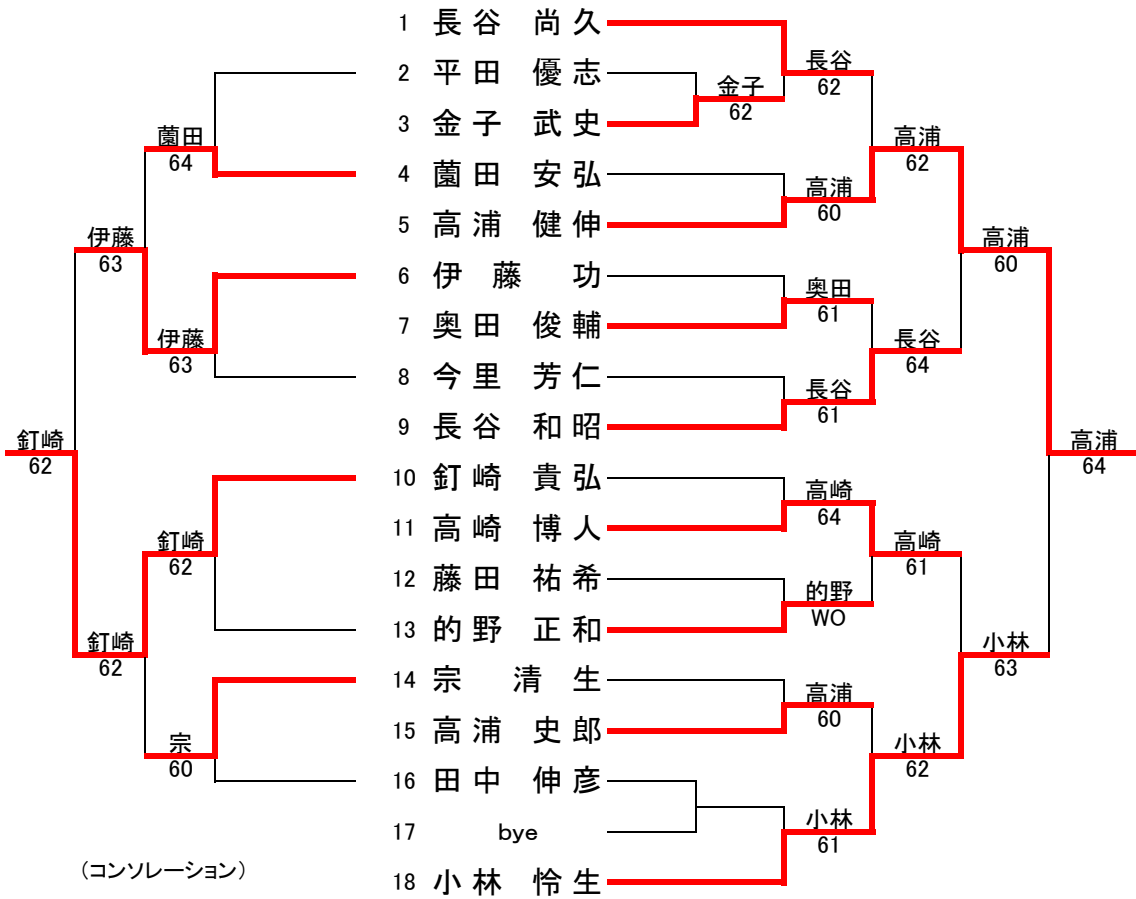 1 長谷 尚久
長谷
62
2 平田 優志
金子
62
3 金子 武史
薗田
64
高浦
62
4 薗田 安弘
高浦
60
5 高浦 健伸
伊藤
63
高浦
60
6 伊藤 功
奥田
61
7 奥田 俊輔
伊藤
63
長谷
64
8 今里 芳仁
長谷
61
9 長谷 和昭
釘崎
62
高浦
64
10 釘崎 貴弘
高崎
64
11 高崎 博人
釘崎
62
高崎
61
12 藤田 祐希
的野
WO
13 的野 正和
釘崎
62
小林
63
14 宗 清生
高浦
60
15 高浦 史郎
宗
60
小林
62
16 田中 伸彦
小林
61
17 bye
(コンソレーション)
18 小林 怜生